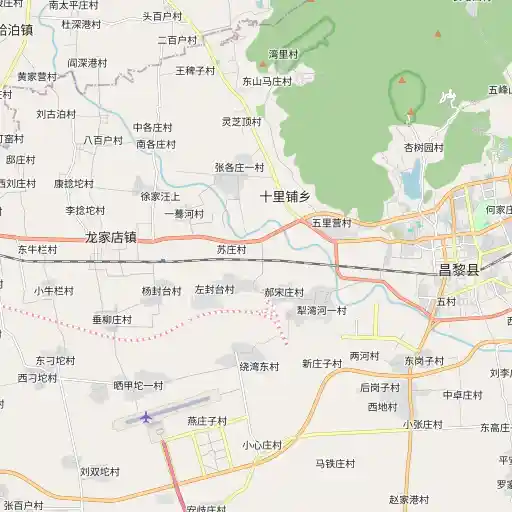 南太平庄村
头百户村
杜深港村
蛤泊镇
二百户村
湾里村
阎深港村
王稗子村
黄家营村
东山马庄村
五峰山
刘古泊村
中各庄村
灵芝顶村
八百户村
南各庄村
杏树园村
邸庄村
张各庄一村
西刘庄村
康捻坨村
徐家汪上
十里铺乡
李捻坨村
一䓫河村
五里营村
何家庄
龙家店镇
东牛栏村
苏庄村
昌黎县
小牛栏村
杨封台村
左封台村
郝宋庄村
五村
犁湾河一村
垂柳庄村
东刁坨村
两河村
东岗子村
绕湾东村
新庄子村
西刁坨村
晒甲坨一村
刘李庄
后岗子村
中卓庄村
西地村
燕庄子村
小张庄村
东高庄
小心庄村
平安
刘双坨村
马铁庄村
罗家
张百户村
安歧庄村
赵家港村